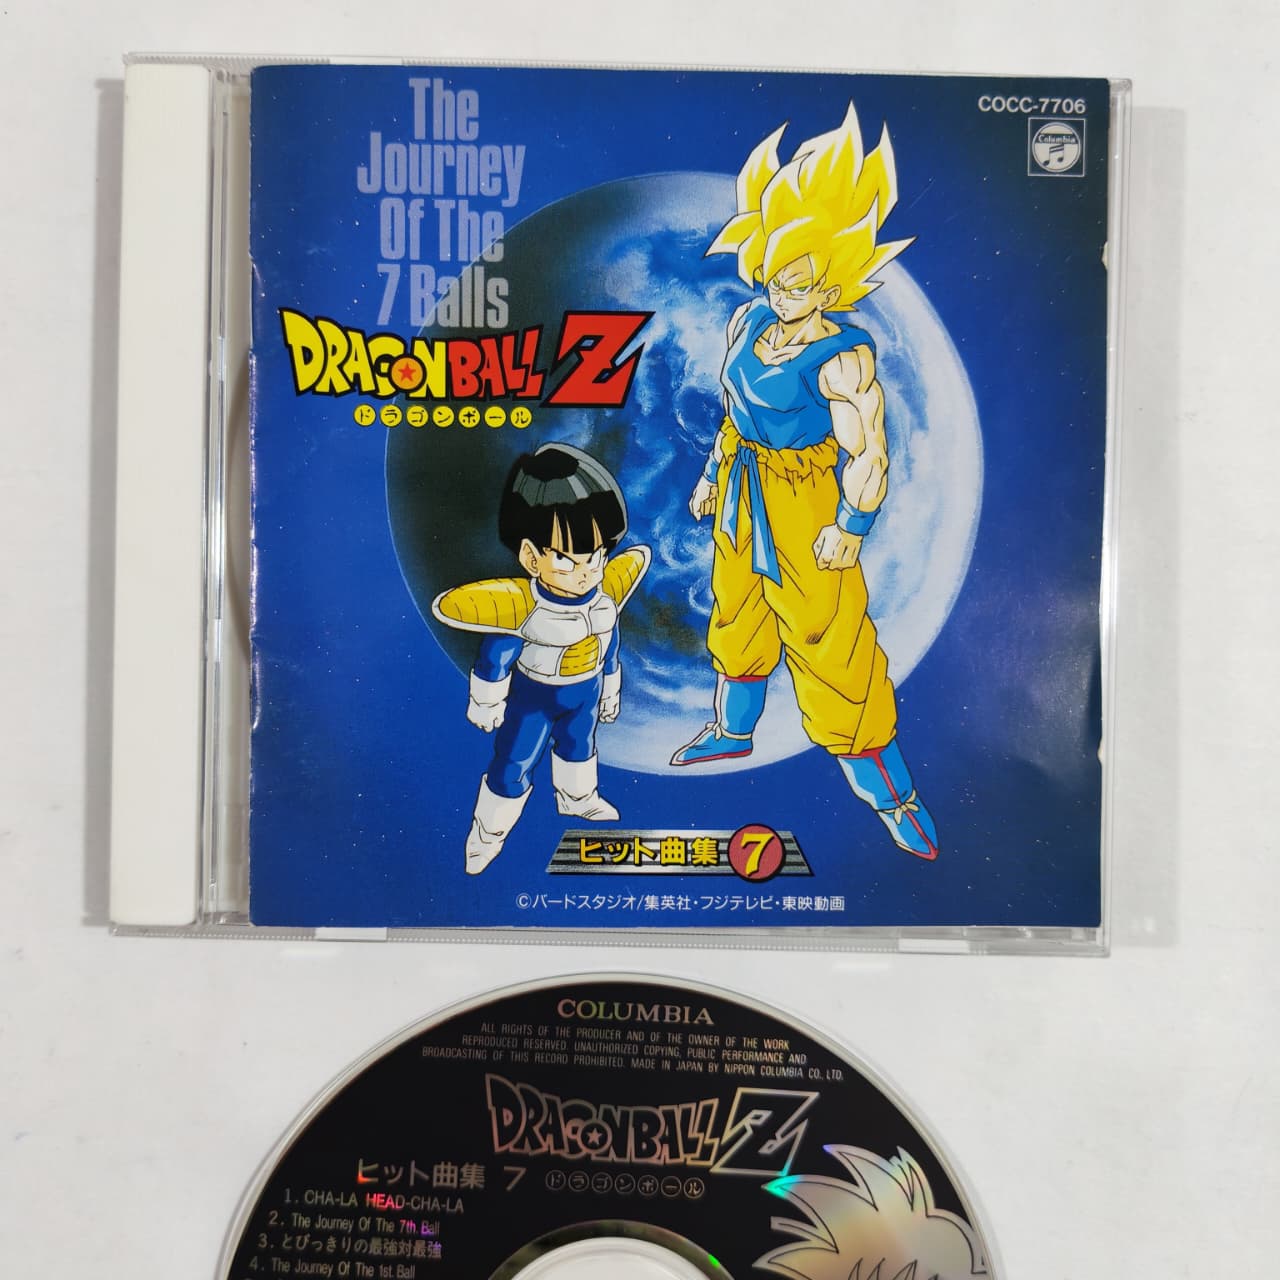 The
Journey
Of The
7 Balls
COCC-7706
Columbia
DRAGONBALL Z
ドラゴンボール
ヒット曲集 7
©バードスタジオ/集英社・フジテレビ・東映動画
COLUMBIA
ALL RIGHTS OF THE PRODUCER AND OF THE OWNER OF THE WORK
REPRODUCED RESERVED. UNAUTHORIZED COPYING, PUBLIC PERFORMANCE AND
BROADCASTING OF THIS RECORD PROHIBITED. MADE IN JAPAN BY NIPPON COLUMBIA CO., LTD.
DRAGONBALL Z
ヒット曲集 7 ドラゴンボール
1. CHA-LA HEAD-CHA-LA
2. The Journey Of The 7th. Ball
3. とびっきりの最強対最強
4. The Journey Of The 1st. Ball